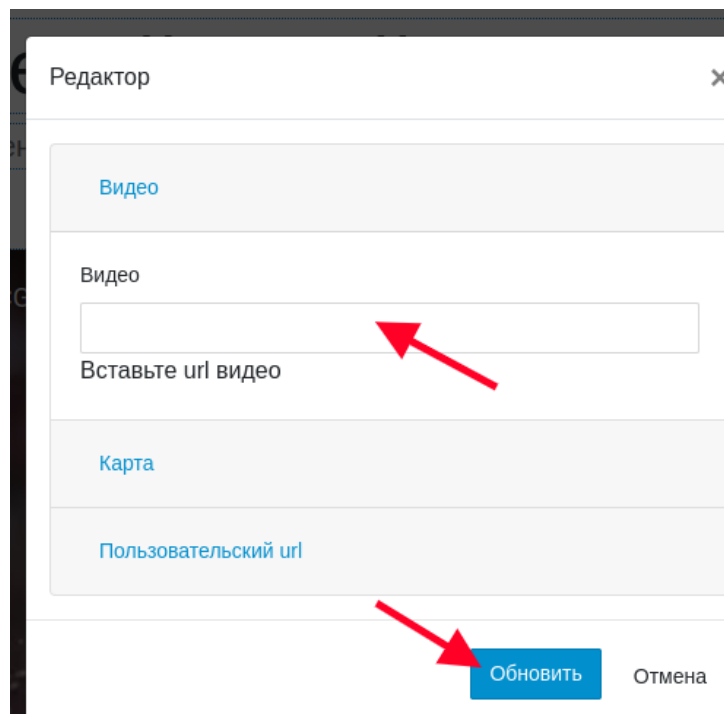 Редактор
Видео
Видео
Вставьте url видео
Карта
Пользовательский url
Обновить
Отмена